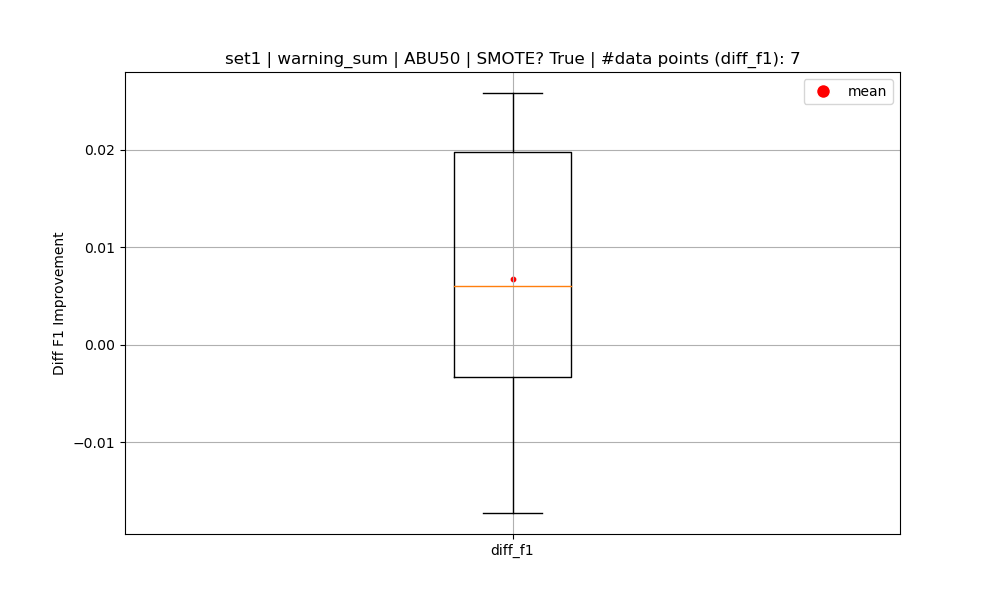 set1 | warning_sum | ABU50 | SMOTE? True | #data points (diff_f1): 7
mean
0.02
0.01
0.00
−0.01
Diff F1 Improvement
diff_f1